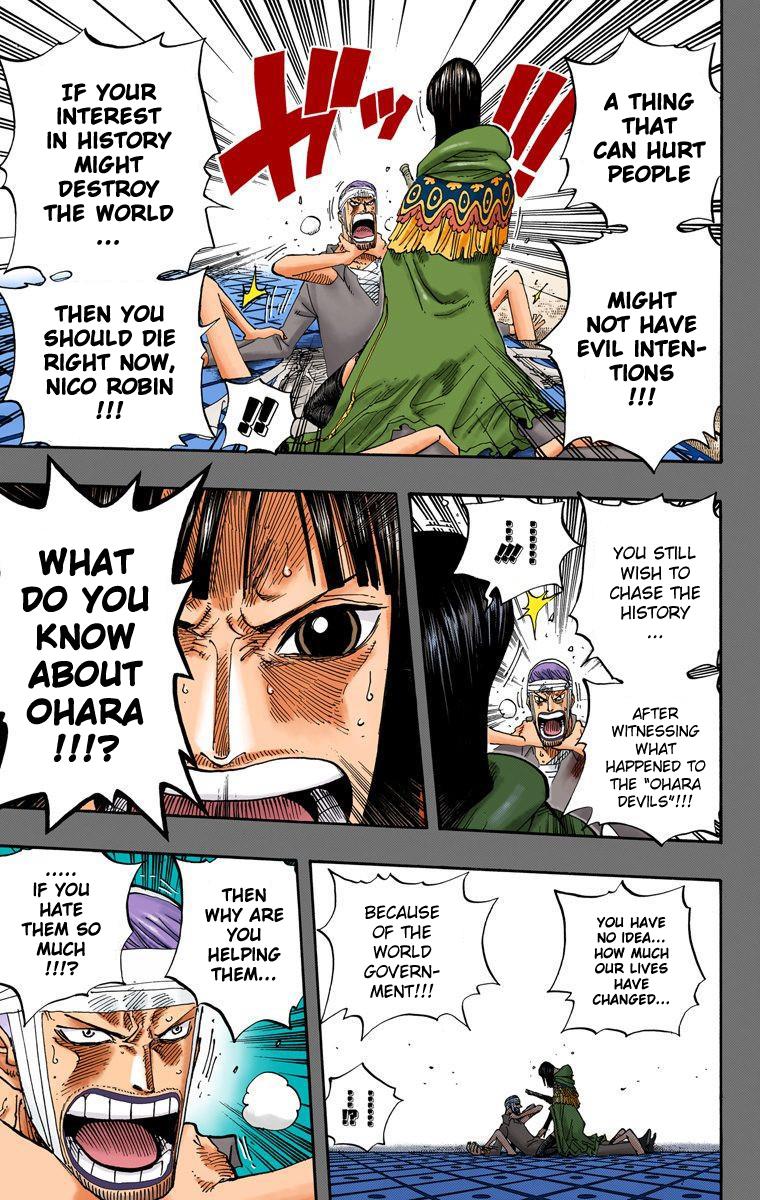 A THING
THAT
CAN HURT
PEOPLE
MIGHT
NOT HAVE
EVIL INTEN-
TIONS
!!!
ガッ!!!
IF YOUR
INTEREST
IN HISTORY
MIGHT
DESTROY
THE WORLD
...
THEN YOU
SHOULD DIE
RIGHT NOW,
NICO ROBIN
!!!
!!
YOU STILL
WISH TO
CHASE THE
HISTORY
...
AFTER
WITNESSING
WHAT
HAPPENED TO
THE "OHARA
DEVILS"!!!
......!!!
WHAT
DO YOU
KNOW
ABOUT
OHARA
!!!?
YOU HAVE
NO IDEA...
HOW MUCH
OUR LIVES
HAVE
CHANGED...
BECAUSE
OF THE
WORLD
GOVERN-
MENT!!!
......!?
THEN
WHY ARE
YOU
HELPING
THEM...
.....
IF YOU
HATE
THEM SO
MUCH
!!!?